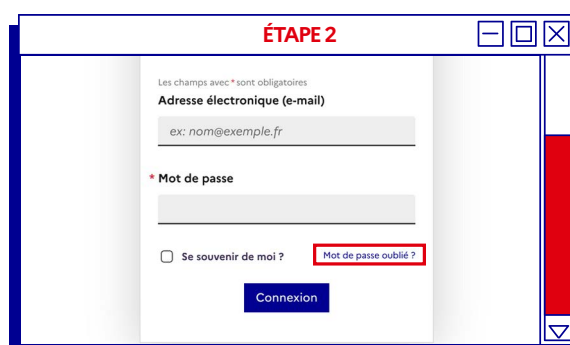 ÉTAPE 2
Les champs avec * sont obligatoires
Adresse électronique (e-mail)
ex: nom@exemple.fr
* Mot de passe
Se souvenir de moi ?
Mot de passe oublié ?
Connexion